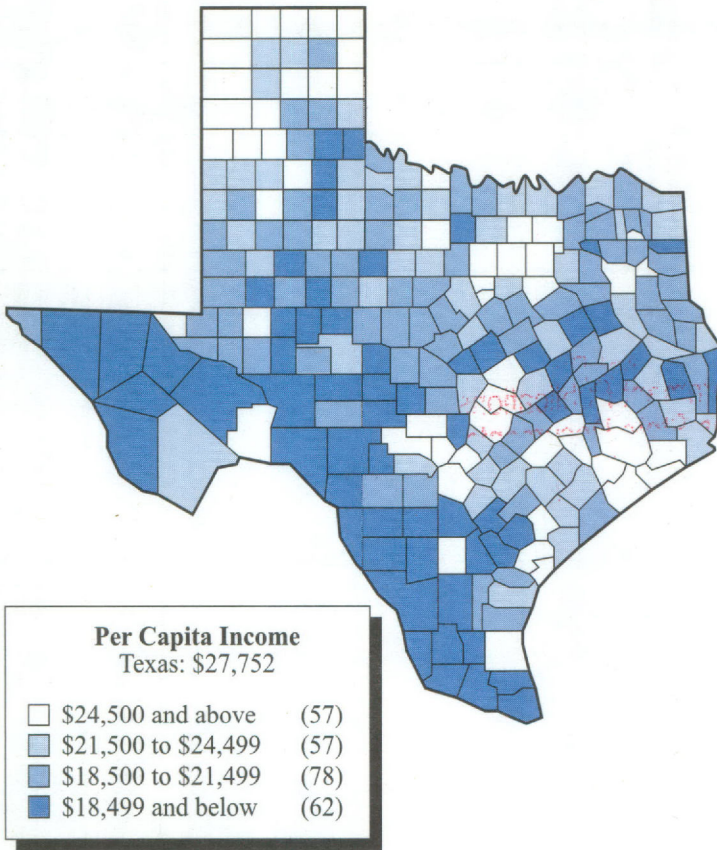 Per Capita Income
Texas: $27,752
$24,500 and above (57)
$21,500 to $24,499 (57)
$18,500 to $21,499 (78)
$18,499 and below (62)